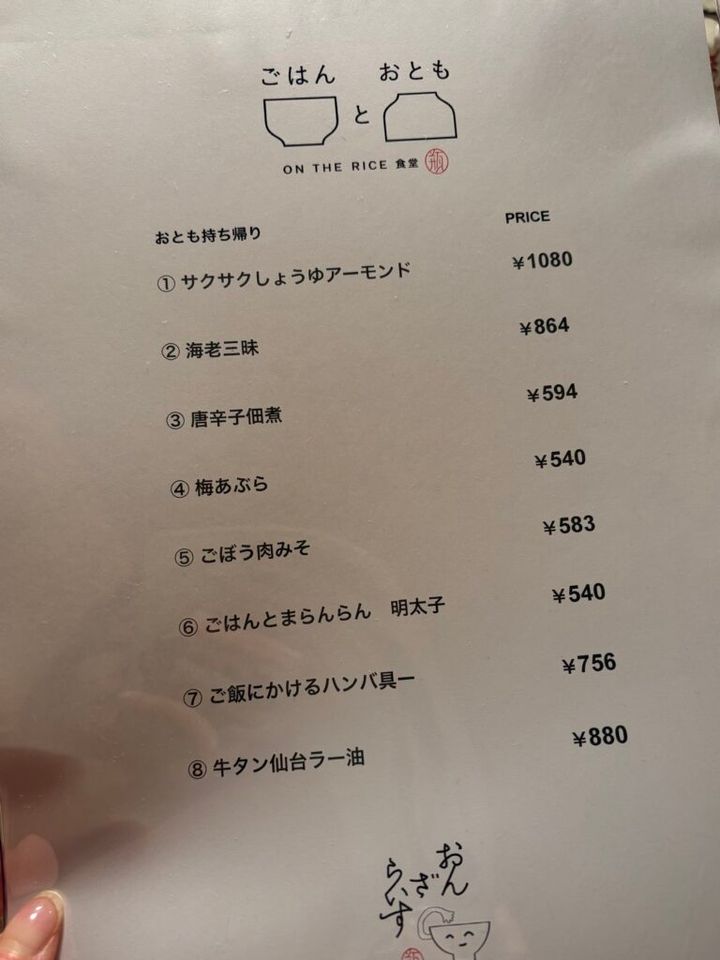 ごはん と おとも
ON THE RICE 食堂 瓶
おとも持ち帰り PRICE
① サクサクしょうゆアーモンド ¥1080
② 海老三昧 ¥864
③ 唐辛子佃煮 ¥594
④ 梅あぶら ¥540
⑤ ごぼう肉みそ ¥583
⑥ ごはんとまらんらん 明太子 ¥540
⑦ ご飯にかけるハンバ具ー ¥756
⑧ 牛タン仙台ラー油 ¥880
おん
ざ
らいす